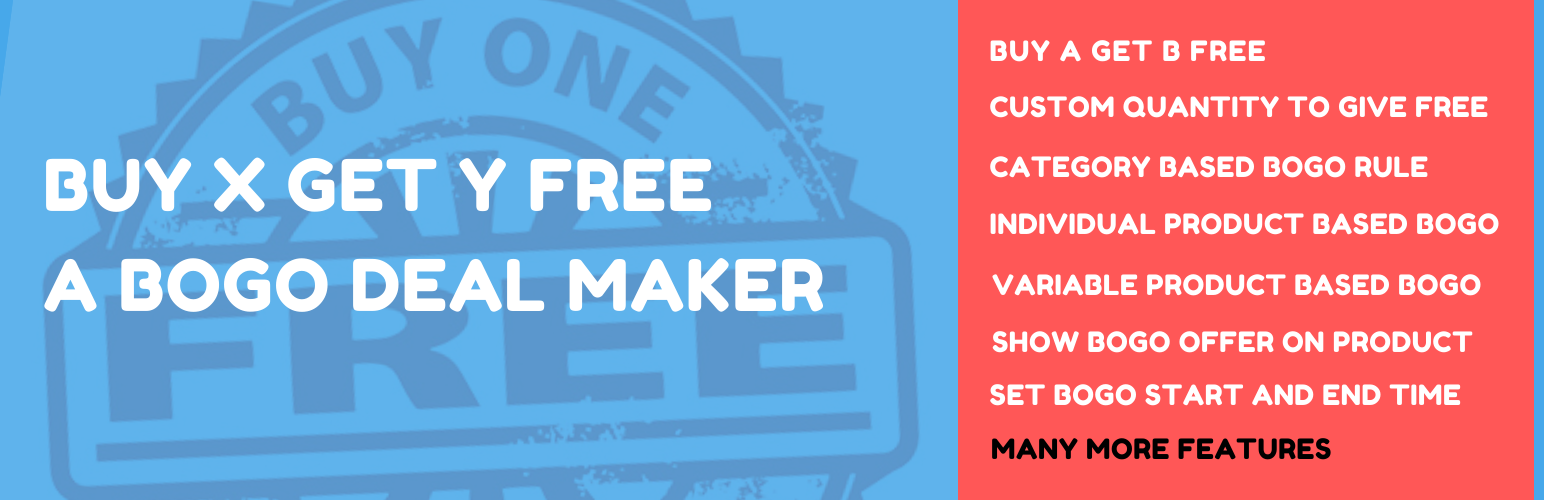 BUY ONE
FREE
BUY X GET Y FREE
A BOGO DEAL MAKER
BUY A GET B FREE
CUSTOM QUANTITY TO GIVE FREE
CATEGORY BASED BOGO RULE
INDIVIDUAL PRODUCT BASED BOGO
VARIABLE PRODUCT BASED BOGO
SHOW BOGO OFFER ON PRODUCT
SET BOGO START AND END TIME
MANY MORE FEATURES